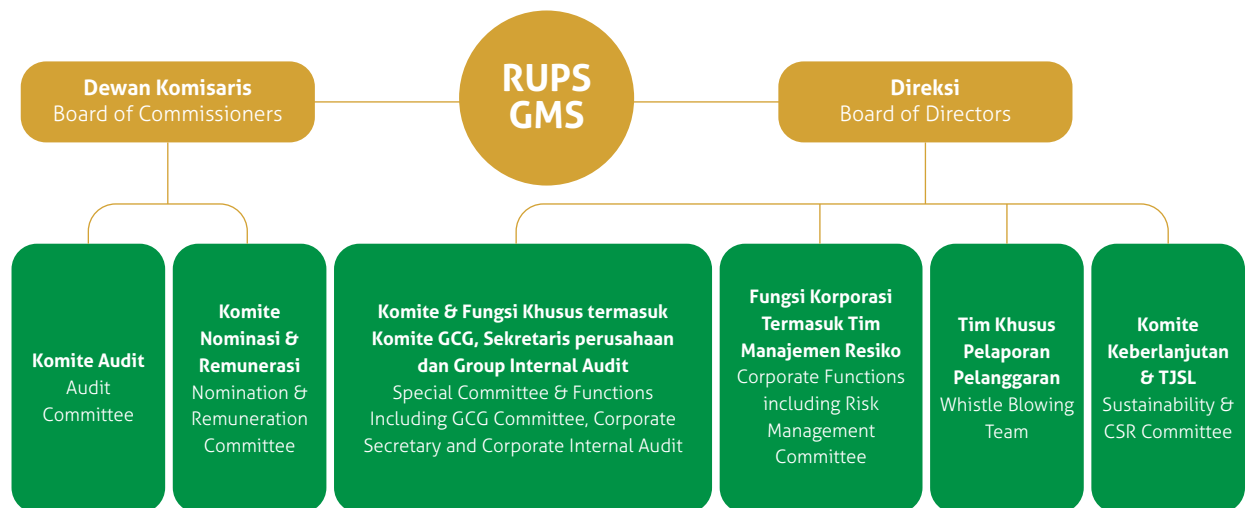 Dewan Komisaris
Board of Commissioners
RUPS
GMS
Direksi
Board of Directors
Komite Audit
Audit
Committee
Komite
Nominasi &
Remunerasi
Nomination &
Remuneration
Committee
Komite & Fungsi Khusus termasuk
Komite GCG, Sekretaris perusahaan
dan Group Internal Audit
Special Committee & Functions
Including GCG Committee, Corporate
Secretary and Corporate Internal Audit
Fungsi Korporasi
Termasuk Tim
Manajemen Resiko
Corporate Functions
including Risk
Management
Committee
Tim Khusus
Pelaporan
Pelanggaran
Whistle Blowing
Team
Komite
Keberlanjutan
& TJSL
Sustainability &
CSR Committee